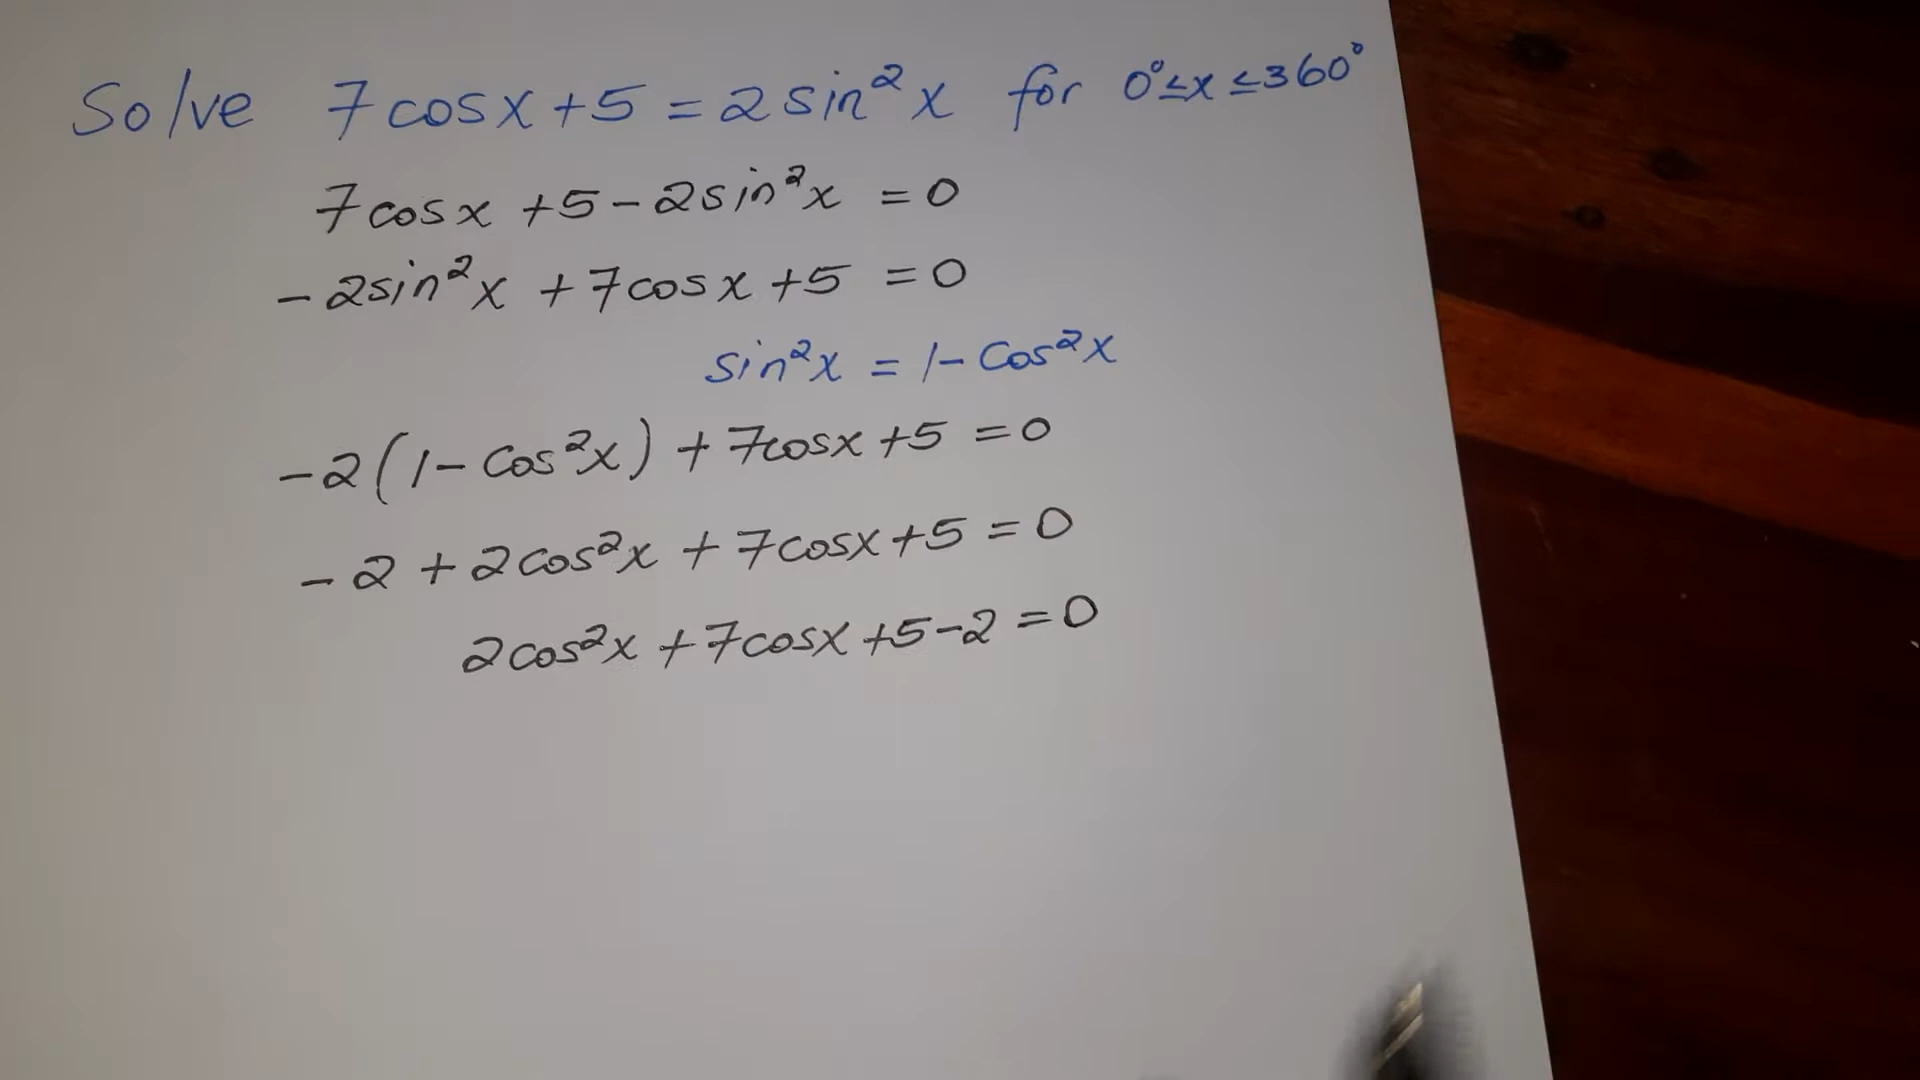 Solve 7cosx+5 = 2sin²x for 0°≤x≤360°
7cosx +5-2sin²x = 0
-2sin²x +7cosx+5 = 0
sin²x = 1-Cos²x
-2(1-Cos²x) +7cosx+5 = 0
-2+2cos²x +7cosx+5 = 0
2cos²x +7cosx +5-2 = 0